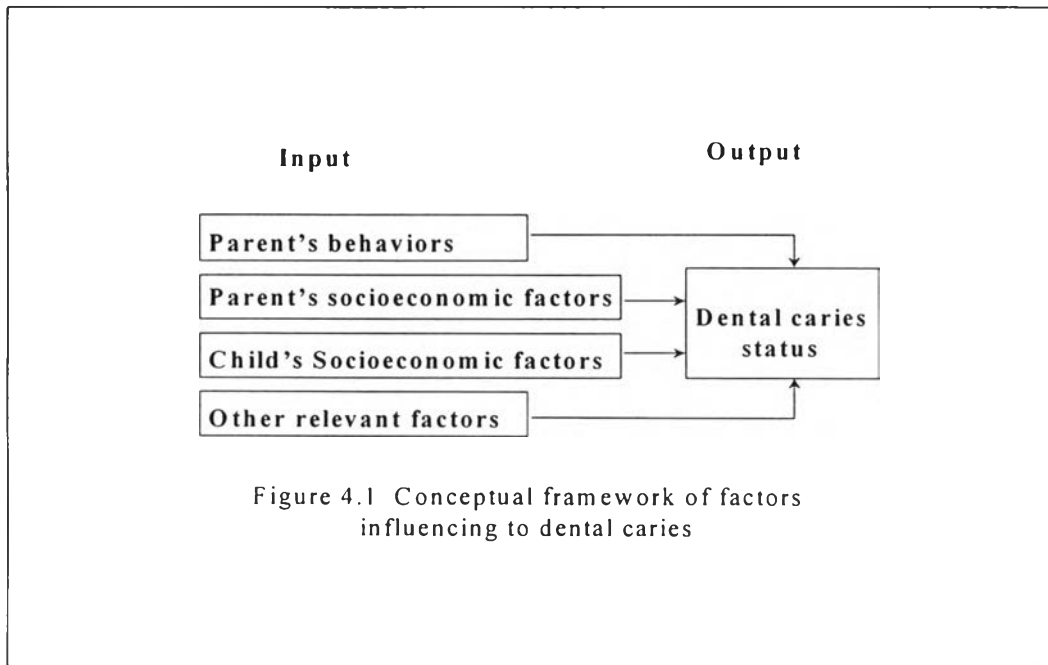 Input
Output
Parent's behaviors
Parent's socioeconomic factors
Child's Socioeconomic factors
Other relevant factors
Dental caries
status
Figure 4.1 Conceptual framework of factors
influencing to dental caries